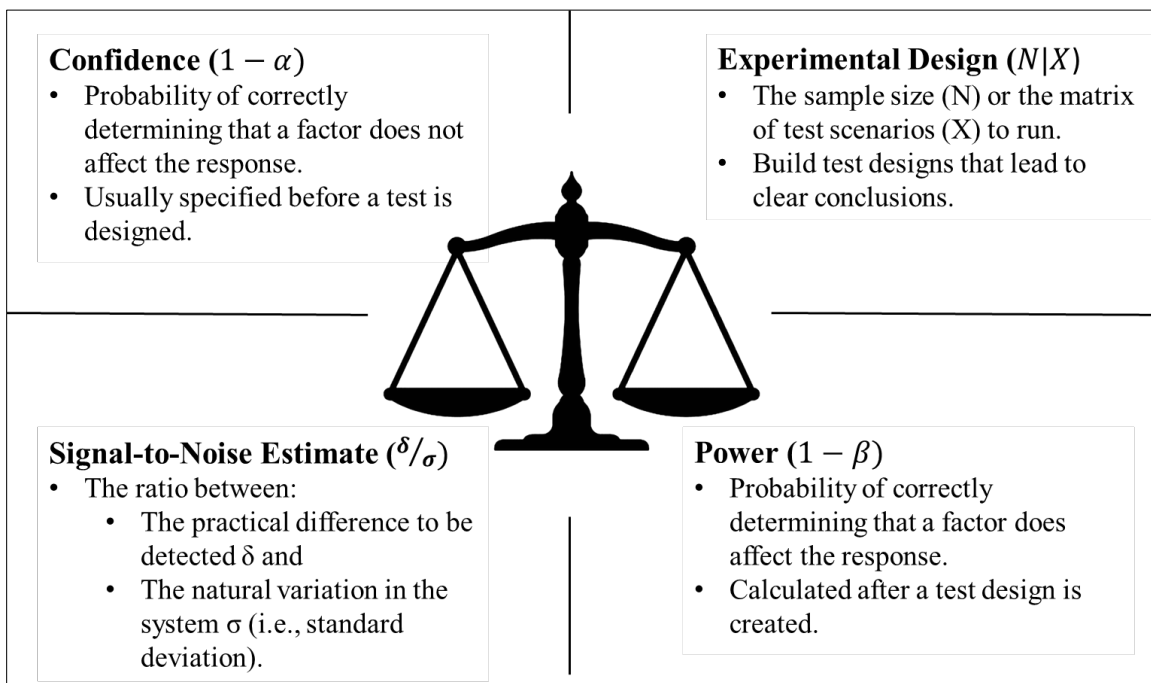 Confidence (1 − α)
• Probability of correctly
determining that a factor does not
affect the response.
• Usually specified before a test is
designed.
Experimental Design (N|X)
• The sample size (N) or the matrix
of test scenarios (X) to run.
• Build test designs that lead to
clear conclusions.
Signal-to-Noise Estimate (δ/σ)
• The ratio between:
• The practical difference to be
detected δ and
• The natural variation in the
system σ (i.e., standard
deviation).
Power (1 − β)
• Probability of correctly
determining that a factor does
affect the response.
• Calculated after a test design is
created.